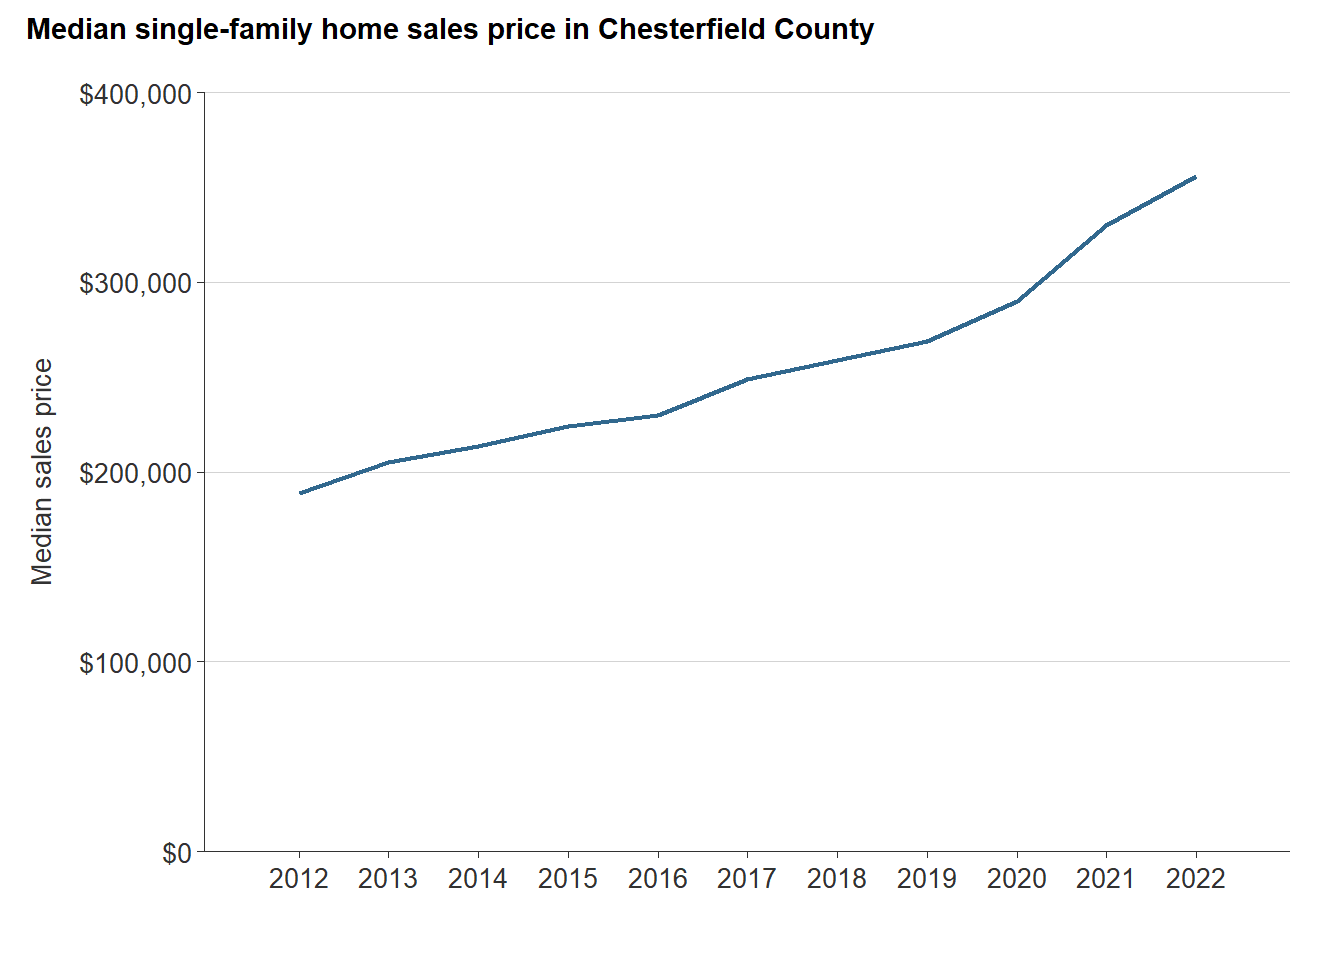 Median single-family home sales price in Chesterfield County
$400,000
$300,000
$200,000
$100,000
$0
Median sales price
2012 2013 2014 2015 2016 2017 2018 2019 2020 2021 2022